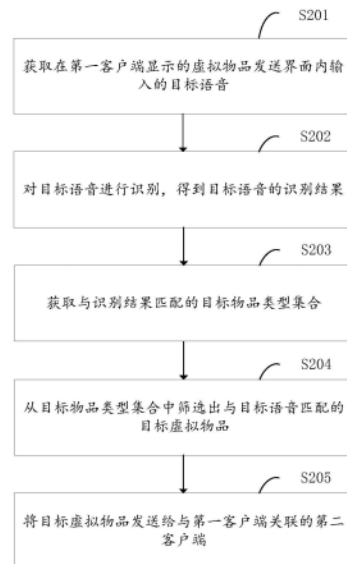 S201
获取在第一客户端显示的虚拟物品发送界面内输
入的目标语音
S202
对目标语音进行识别，得到目标语音的识别结果
S203
获取与识别结果匹配的目标物品类型集合
S204
从目标物品类型集合中筛选出与目标语音匹配的
目标虚拟物品
S205
将目标虚拟物品发送给与第一客户端关联的第二
客户端